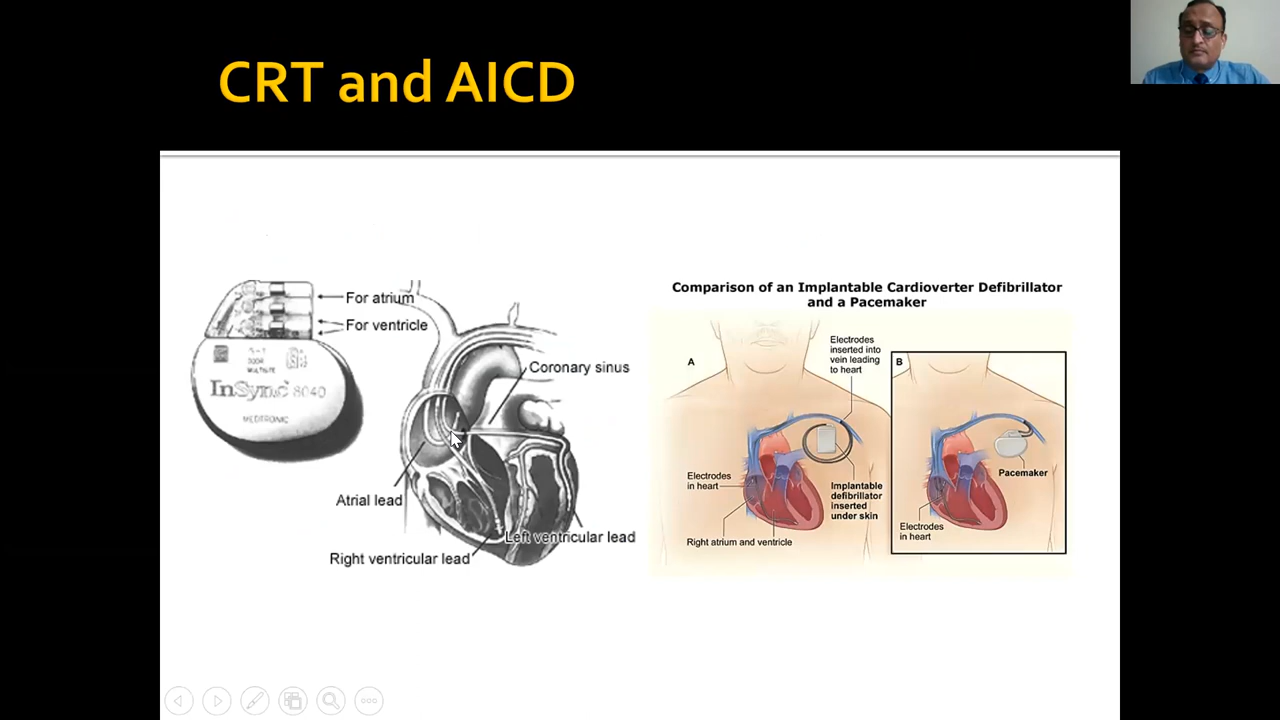 CRT and AICD
For atrium
For ventricle
InSync 8040
MEDTRONIC
Coronary sinus
Atrial lead
Left ventricular lead
Right ventricular lead
Comparison of an Implantable Cardioverter Defibrillator
and a Pacemaker
A
Electrodes
inserted into
vein leading
to heart
Electrodes
in heart
Implantable
defibrillator
inserted
under skin
Right atrium and ventricle
B
Pacemaker
Electrodes
in heart